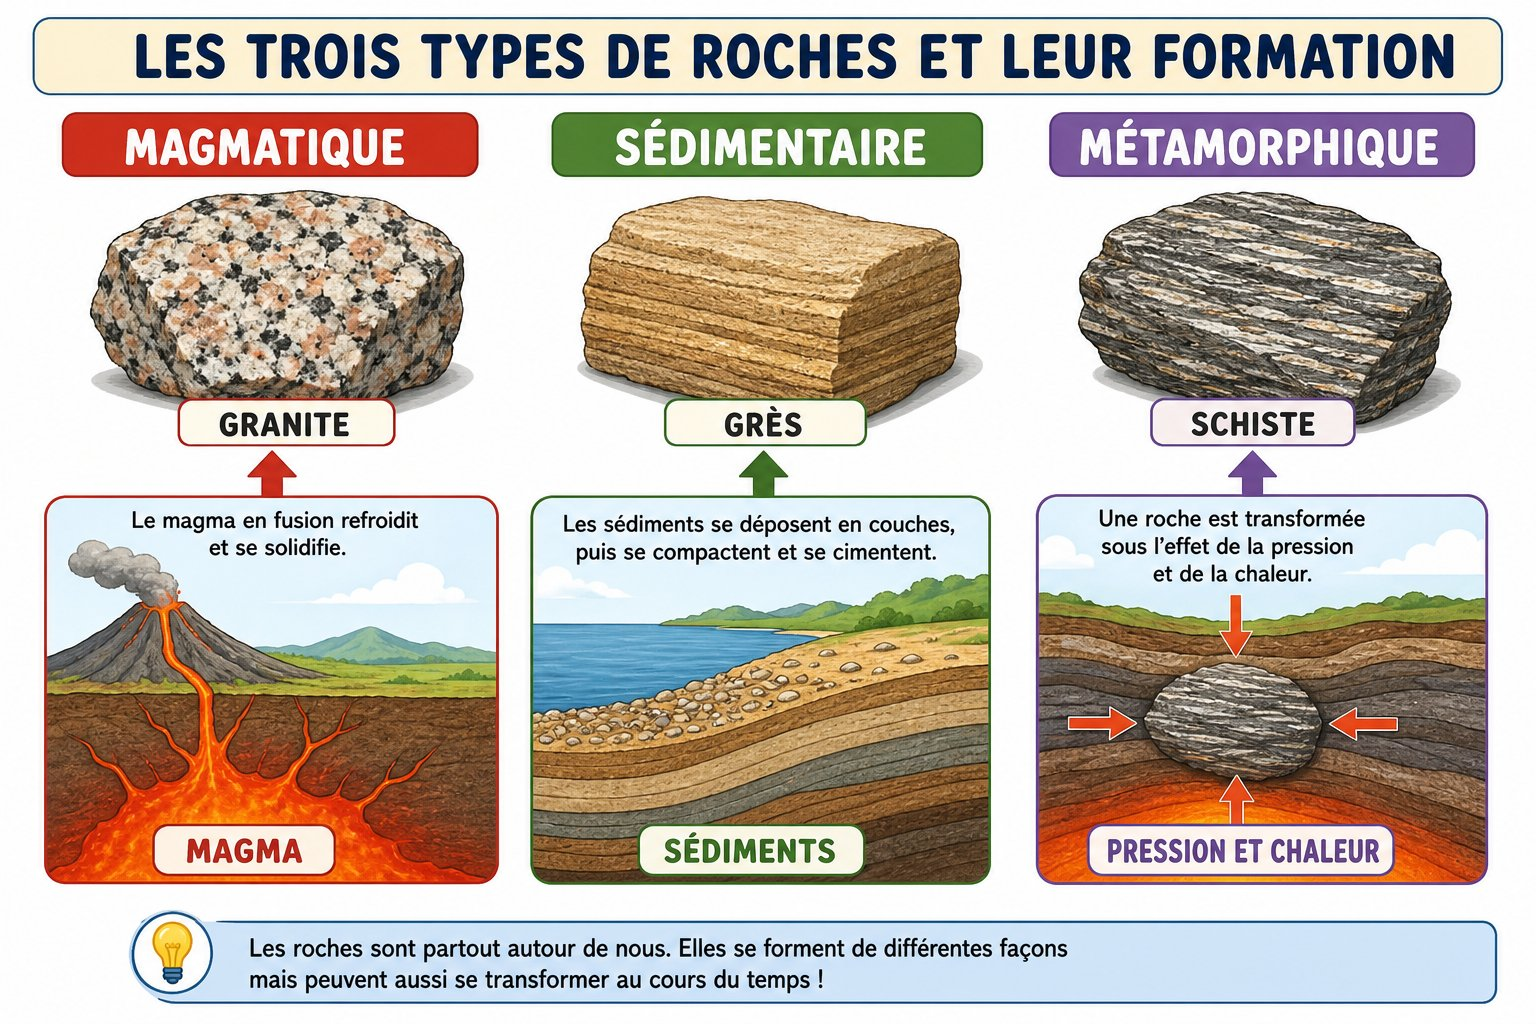 LES TROIS TYPES DE ROCHES ET LEUR FORMATION
MAGMATIQUE
SÉDIMENTAIRE
MÉTAMORPHIQUE
GRANITE
GRÈS
SCHISTE
Le magma en fusion refroidit
et se solidifie.
MAGMA
Les sédiments se déposent en couches,
puis se compactent et se cimentent.
SÉDIMENTS
Une roche est transformée
sous l'effet de la pression
et de la chaleur.
PRESSION ET CHALEUR
Les roches sont partout autour de nous. Elles se forment de différentes façons
mais peuvent aussi se transformer au cours du temps !